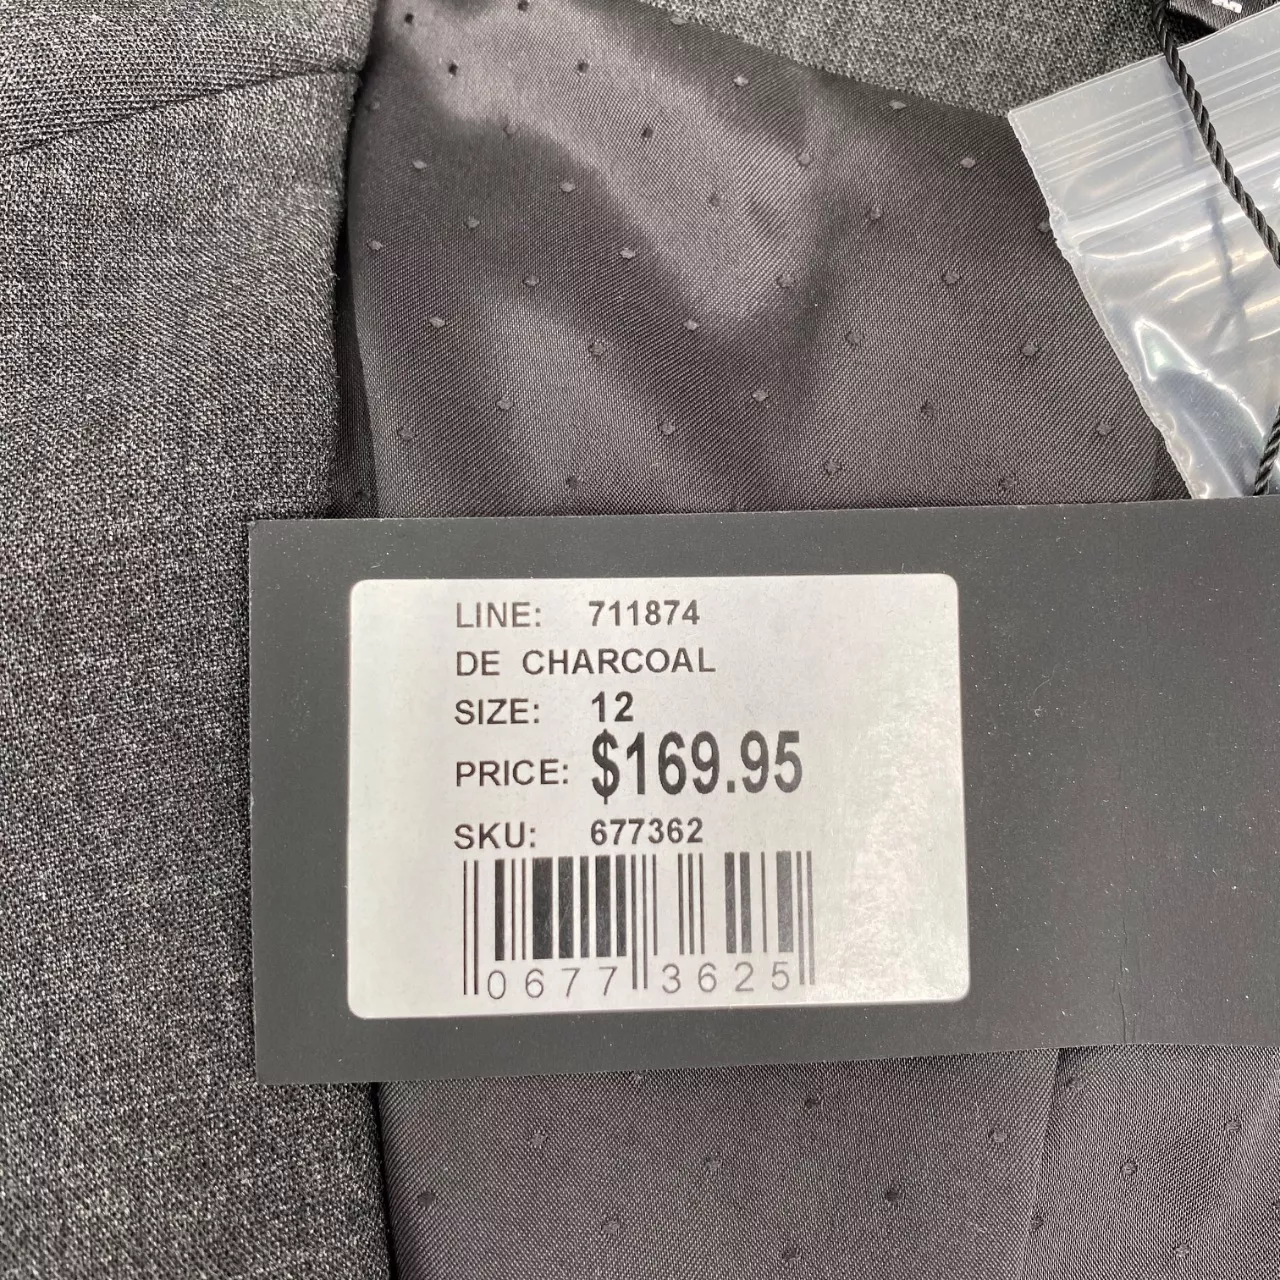 LINE: 711874
DE CHARCOAL
SIZE: 12
PRICE: $169.95
SKU: 677362
0677 3625